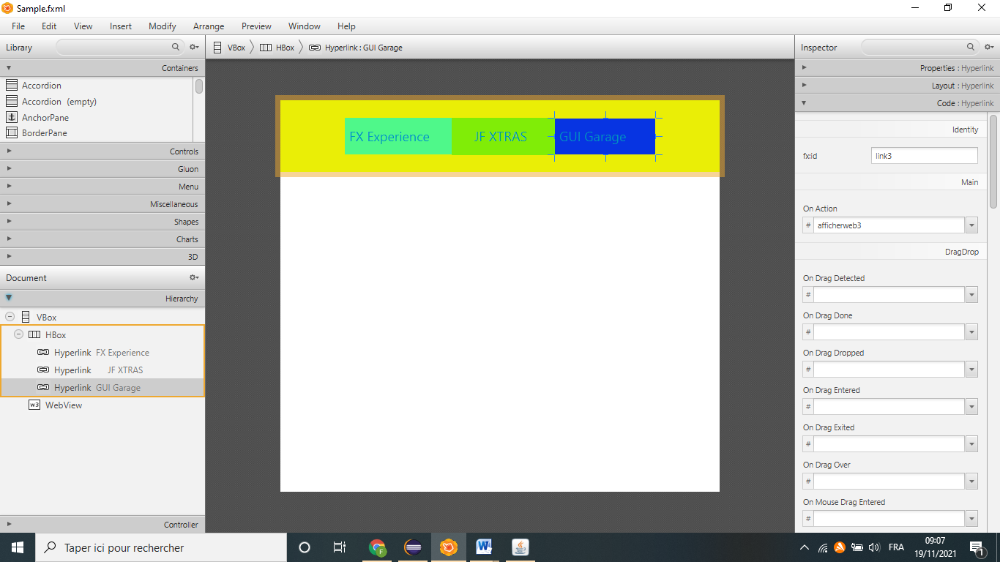 Sample.fxml
File Edit View Insert Modify Arrange Preview Window Help
Library
Containers
Accordion
Accordion (empty)
AnchorPane
BorderPane
Controls
Gluon
Menu
Miscellaneous
Shapes
Charts
3D
Document
Hierarchy
VBox
HBox
Hyperlink FX Experience
Hyperlink JF XTRAS
Hyperlink GUI Garage
w3 WebView
Controller
VBox HBox Hyperlink : GUI Garage
FX Experience JF XTRAS GUI Garage
Inspector
Properties : Hyperlink
Layout : Hyperlink
Code : Hyperlink
Identity
fx:id link3
Main
On Action
# afficherweb3
DragDrop
On Drag Detected
#
On Drag Done
#
On Drag Dropped
#
On Drag Entered
#
On Drag Exited
#
On Drag Over
#
On Mouse Drag Entered
#
Taper ici pour rechercher
F
W
FRA
09:07
19/11/2021
1